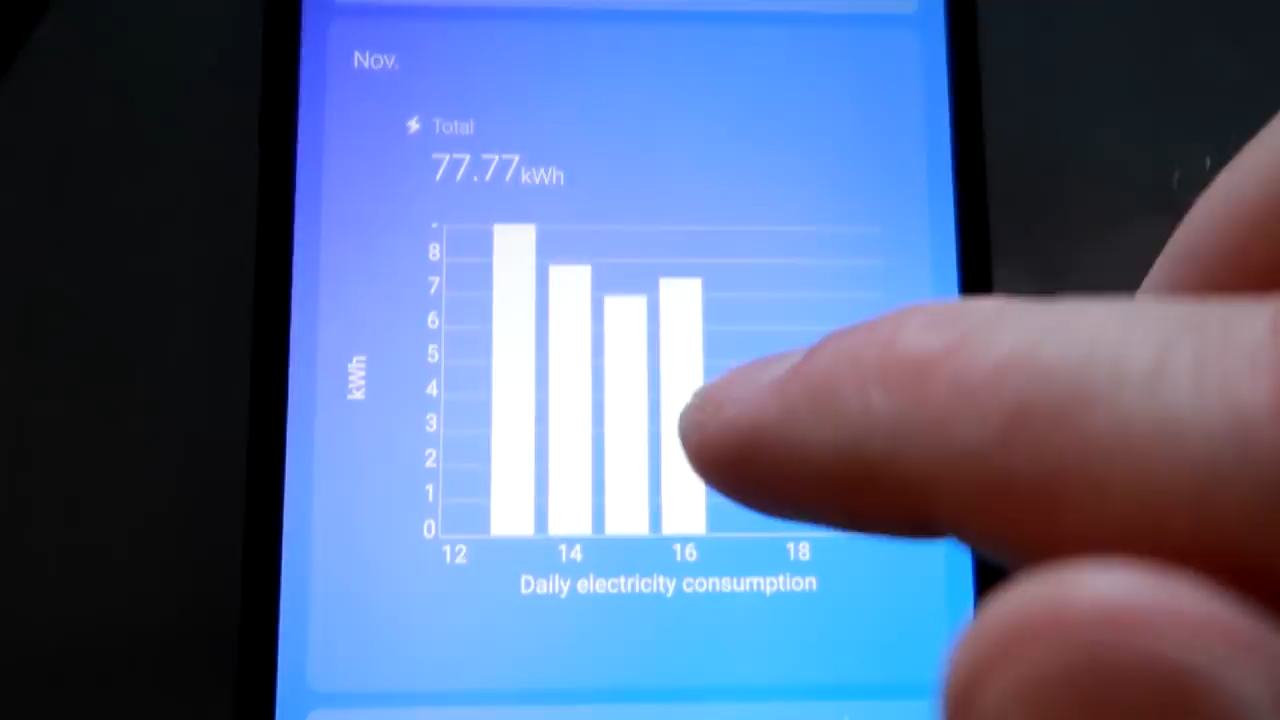 Nov.
Total
77.77kWh
8
7
6
5
4
3
2
1
0
kWh
12 14 16 18
Daily electricity consumption